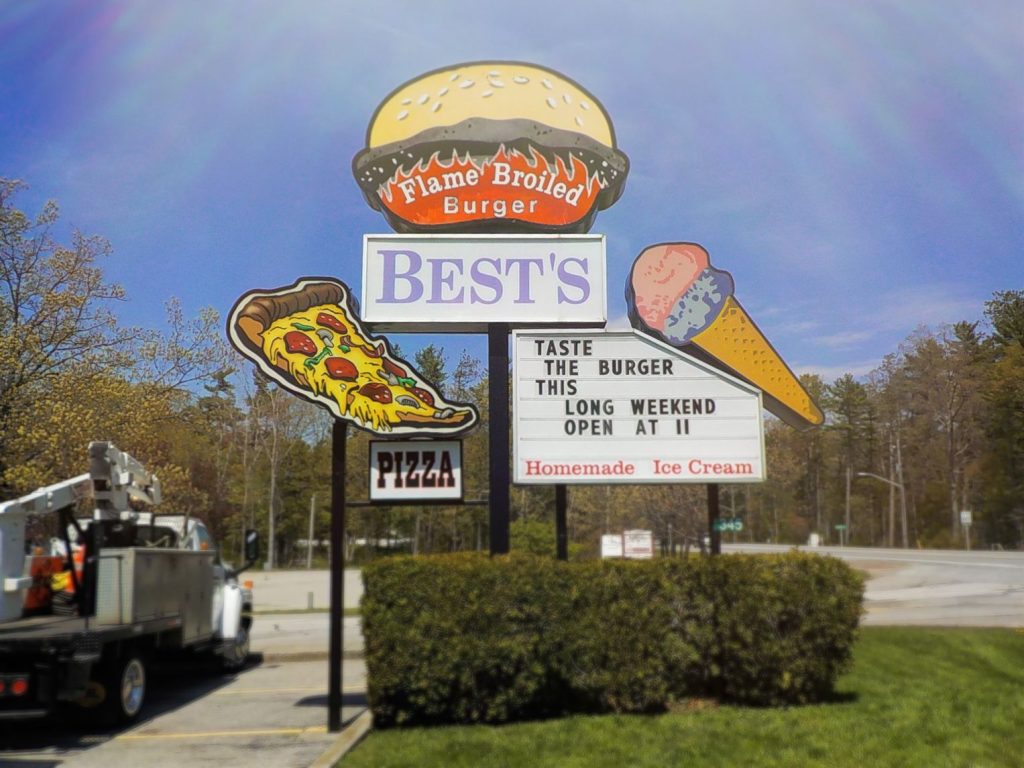 Flame Broiled
Burger
BEST'S
TASTE
THE BURGER
THIS
LONG WEEKEND
OPEN AT 11
Homemade Ice Cream
PIZZA